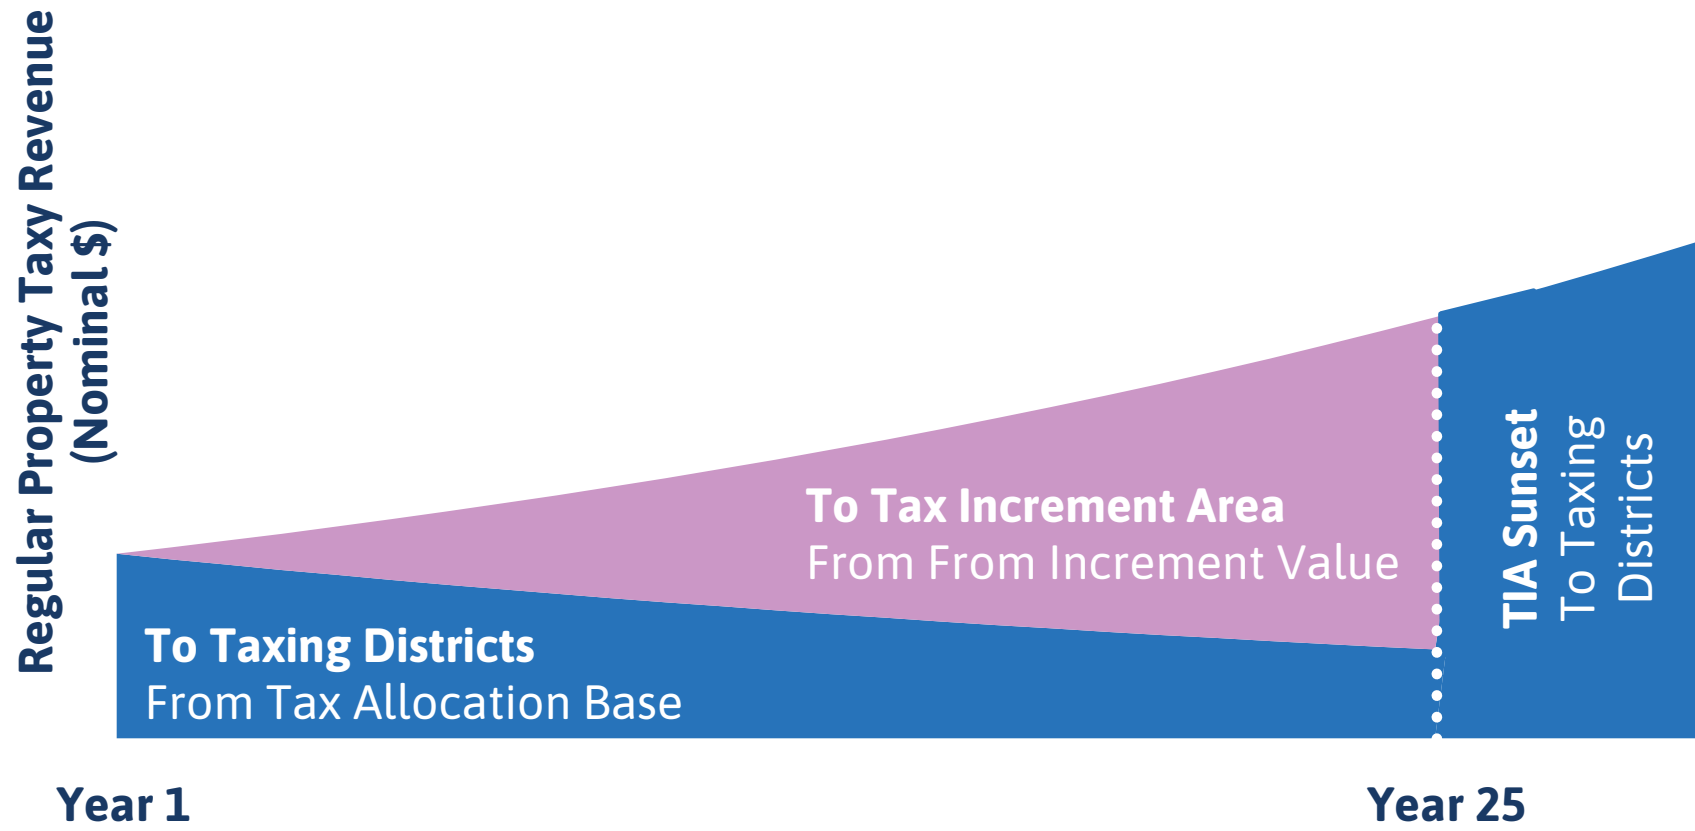 Regular Property Taxy Revenue
(Nominal $)
To Tax Increment Area
From From Increment Value
To Taxing Districts
From Tax Allocation Base
TIA Sunset
To Taxing
Districts
Year 1
Year 25